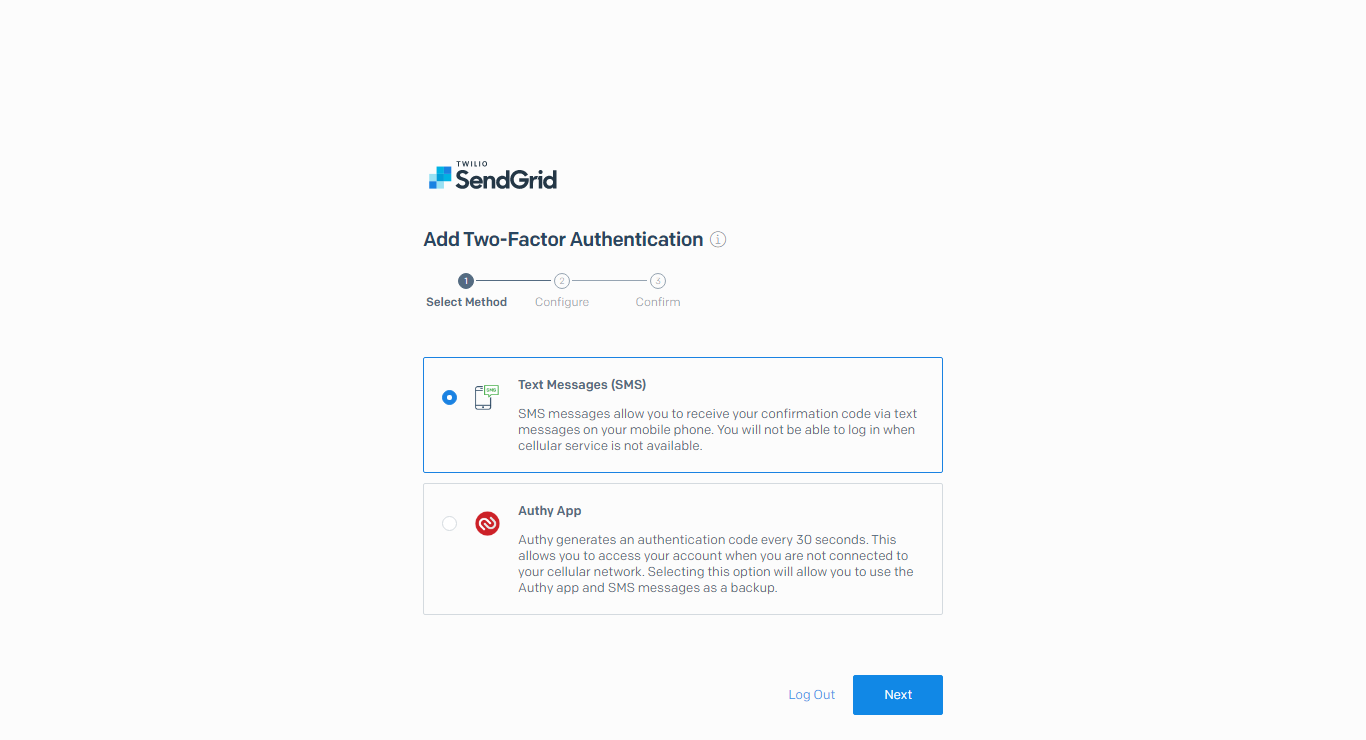 TWILIO
SendGrid
Add Two-Factor Authentication
1 2 3
Select Method Configure Confirm
SMS
Text Messages (SMS)
SMS messages allow you to receive your confirmation code via text
messages on your mobile phone. You will not be able to log in when
cellular service is not available.
Authy App
Authy generates an authentication code every 30 seconds. This
allows you to access your account when you are not connected to
your cellular network. Selecting this option will allow you to use the
Authy app and SMS messages as a backup.
Log Out Next